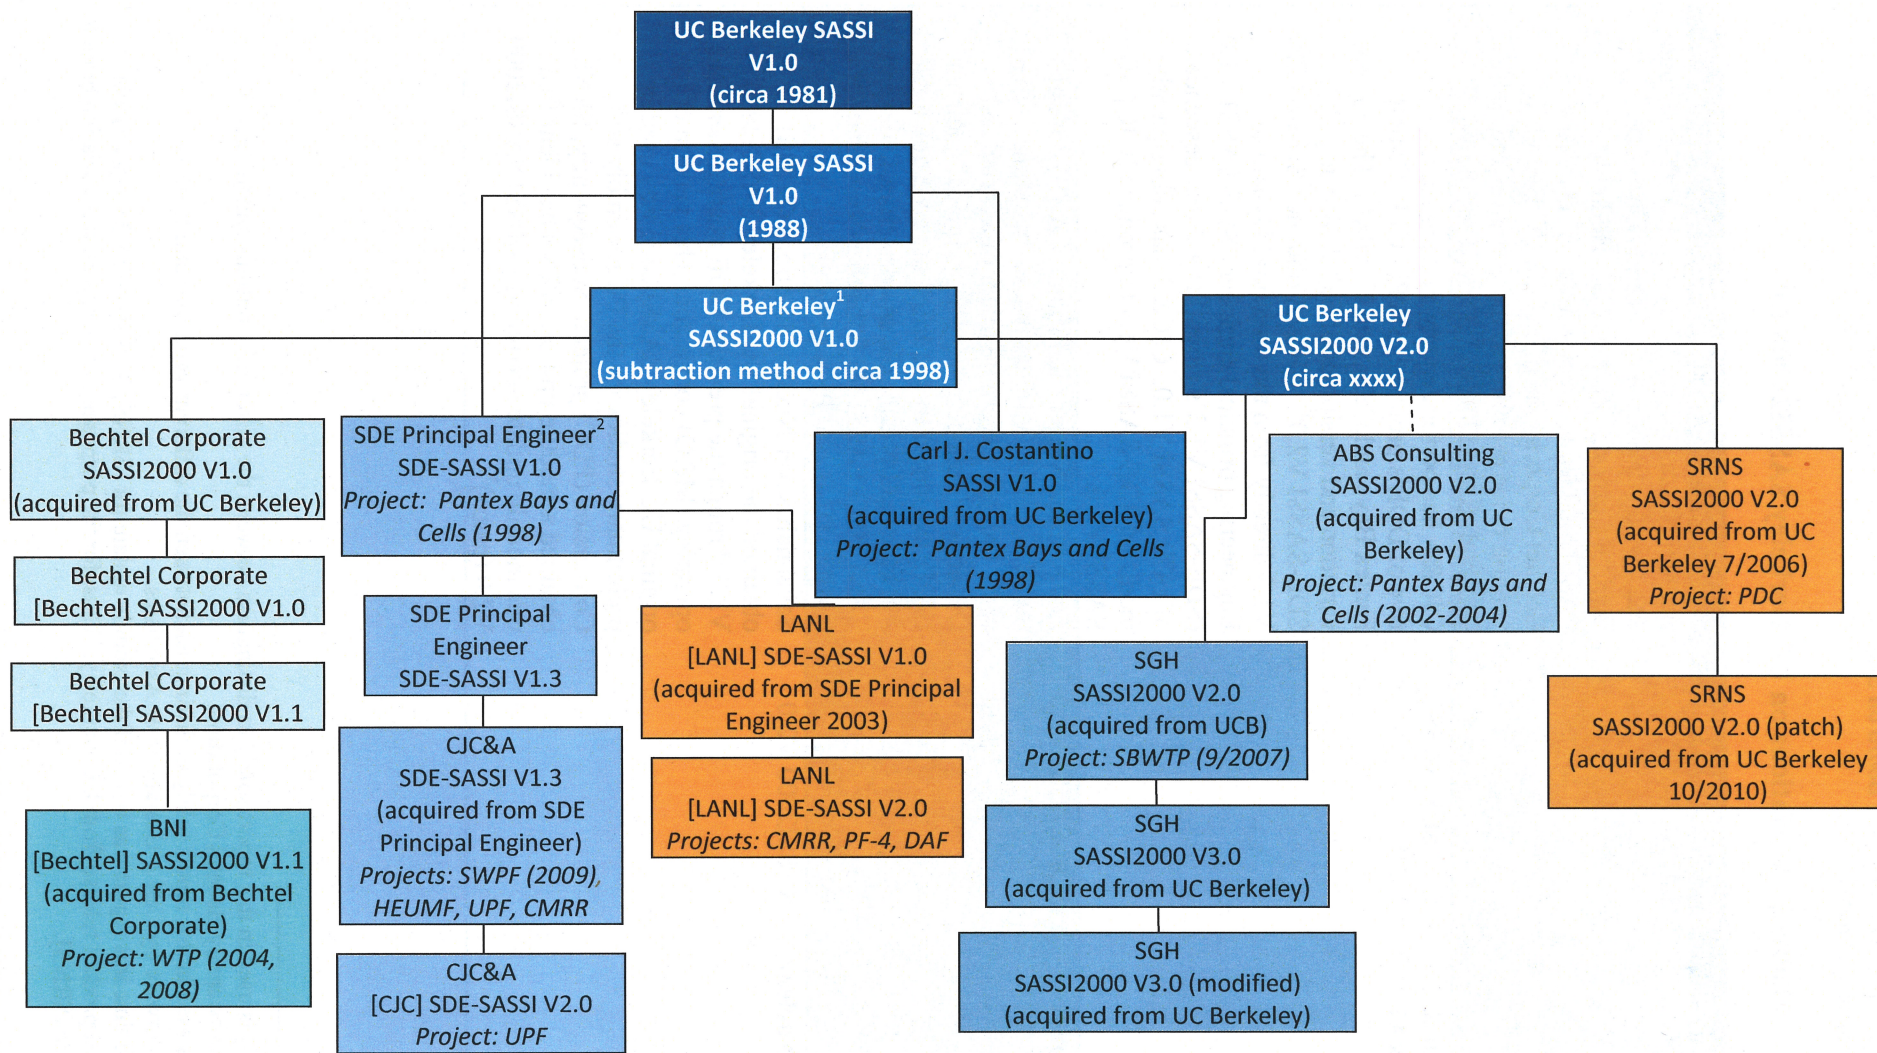 UC Berkeley SASSI
V1.0
(circa 1981)
UC Berkeley SASSI
V1.0
(1988)
UC Berkeley1
SASSI2000 V1.0
(subtraction method circa 1998)
UC Berkeley
SASSI2000 V2.0
(circa xxxx)
Bechtel Corporate
SASSI2000 V1.0
(acquired from UC Berkeley)
Bechtel Corporate
[Bechtel] SASSI2000 V1.0
Bechtel Corporate
[Bechtel] SASSI2000 V1.1
BNI
[Bechtel] SASSI2000 V1.1
(acquired from Bechtel
Corporate)
Project: WTP (2004,
2008)
SDE Principal Engineer2
SDE-SASSI V1.0
Project: Pantex Bays and
Cells (1998)
SDE Principal
Engineer
SDE-SASSI V1.3
CJC&A
SDE-SASSI V1.3
(acquired from SDE
Principal Engineer)
Projects: SWPF (2009),
HEUMF, UPF, CMRR
CJC&A
[CJC] SDE-SASSI V2.0
Project: UPF
LANL
[LANL] SDE-SASSI V1.0
(acquired from SDE Principal
Engineer 2003)
LANL
[LANL] SDE-SASSI V2.0
Projects: CMRR, PF-4, DAF
Carl J. Costantino
SASSI V1.0
(acquired from UC Berkeley)
Project: Pantex Bays and Cells
(1998)
SGH
SASSI2000 V2.0
(acquired from UCB)
Project: SBWTP (9/2007)
SGH
SASSI2000 V3.0
(acquired from UC Berkeley)
SGH
SASSI2000 V3.0 (modified)
(acquired from UC Berkeley)
ABS Consulting
SASSI2000 V2.0
(acquired from UC
Berkeley)
Project: Pantex Bays and
Cells (2002-2004)
SRNS
SASSI2000 V2.0
(acquired from UC
Berkeley 7/2006)
Project: PDC
SRNS
SASSI2000 V2.0 (patch)
(acquired from UC Berkeley
10/2010)